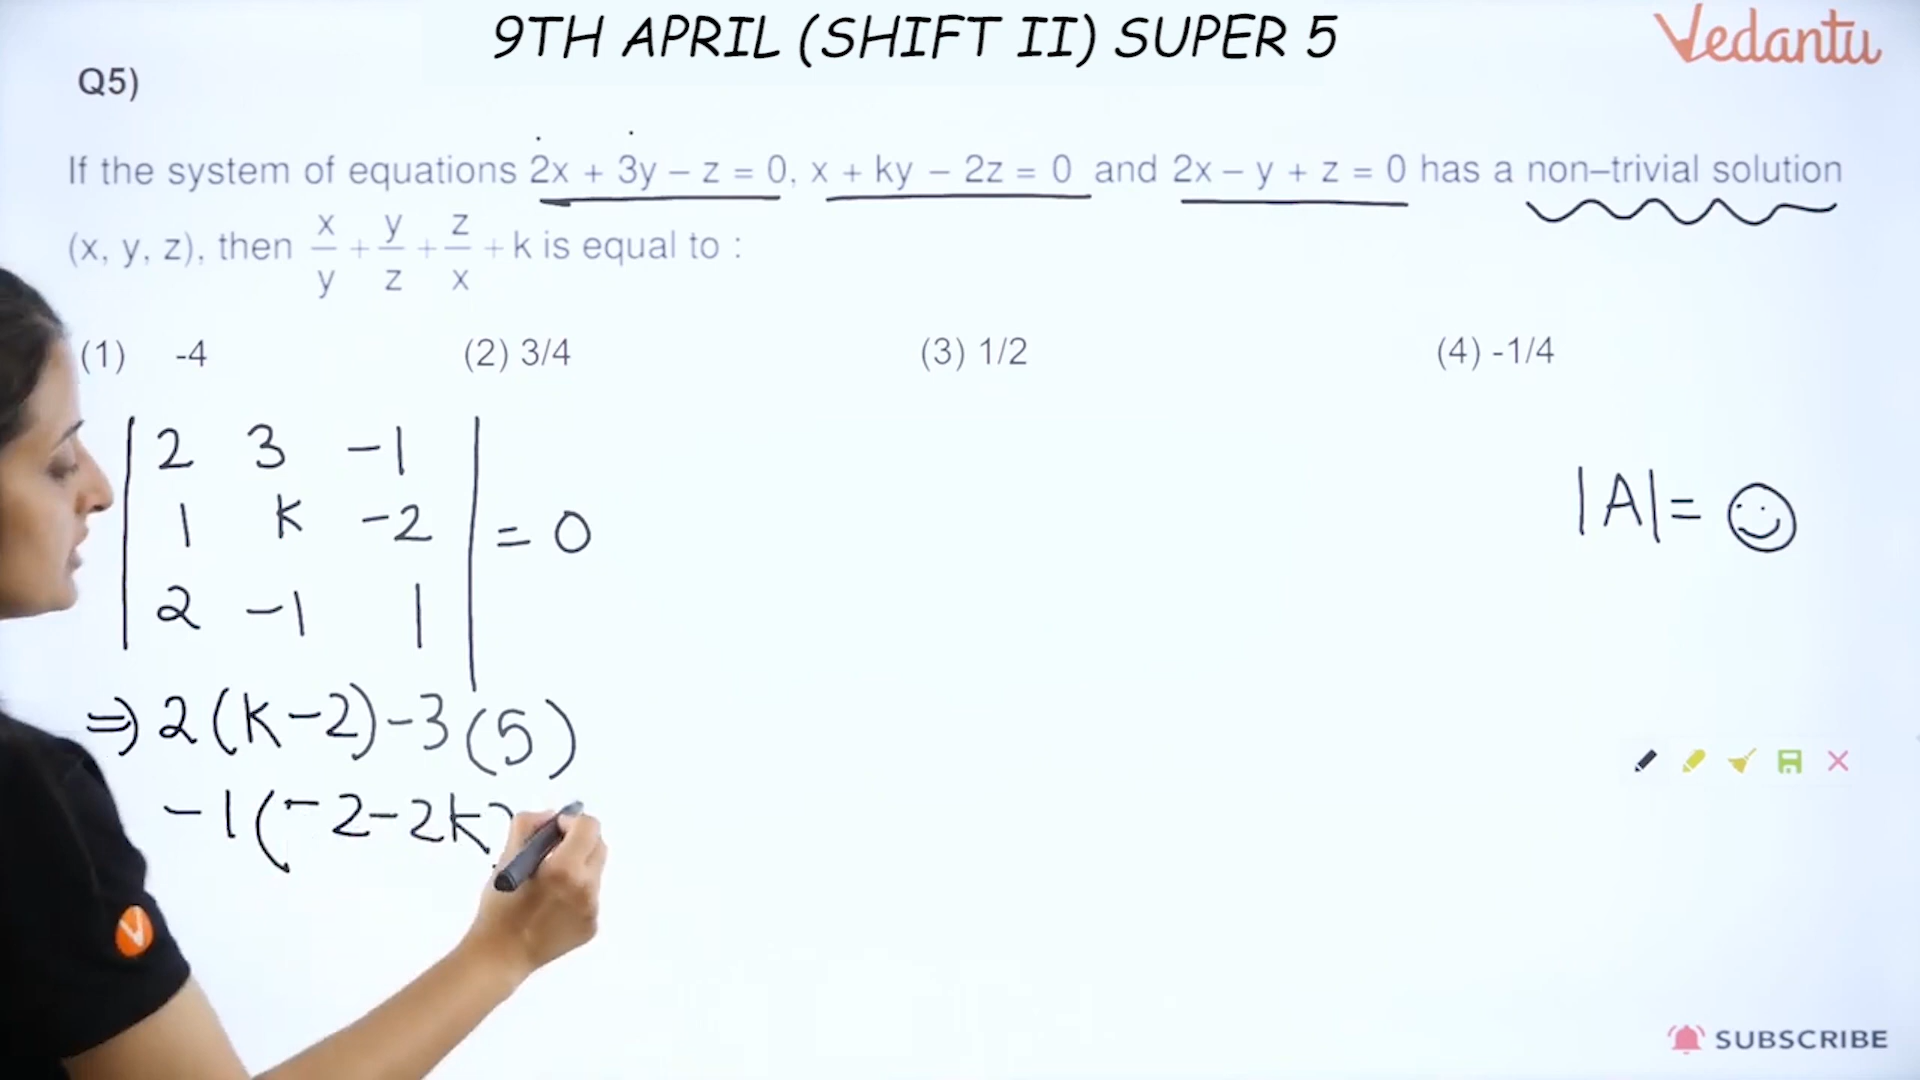 9TH APRIL (SHIFT II) SUPER 5
Vedantu
Q5)
If the system of equations 2x + 3y – z = 0, x + ky – 2z = 0 and 2x – y + z = 0 has a non–trivial solution
(x, y, z), then x/y + y/z + z/x + k is equal to :
(1) -4 (2) 3/4 (3) 1/2 (4) -1/4
| 2 3 -1 |
| 1 k -2 | = 0
| 2 -1 1 |
|A| = ☺
⇒ 2(k-2)-3(5)
-1(-2-2k)
V
SUBSCRIBE